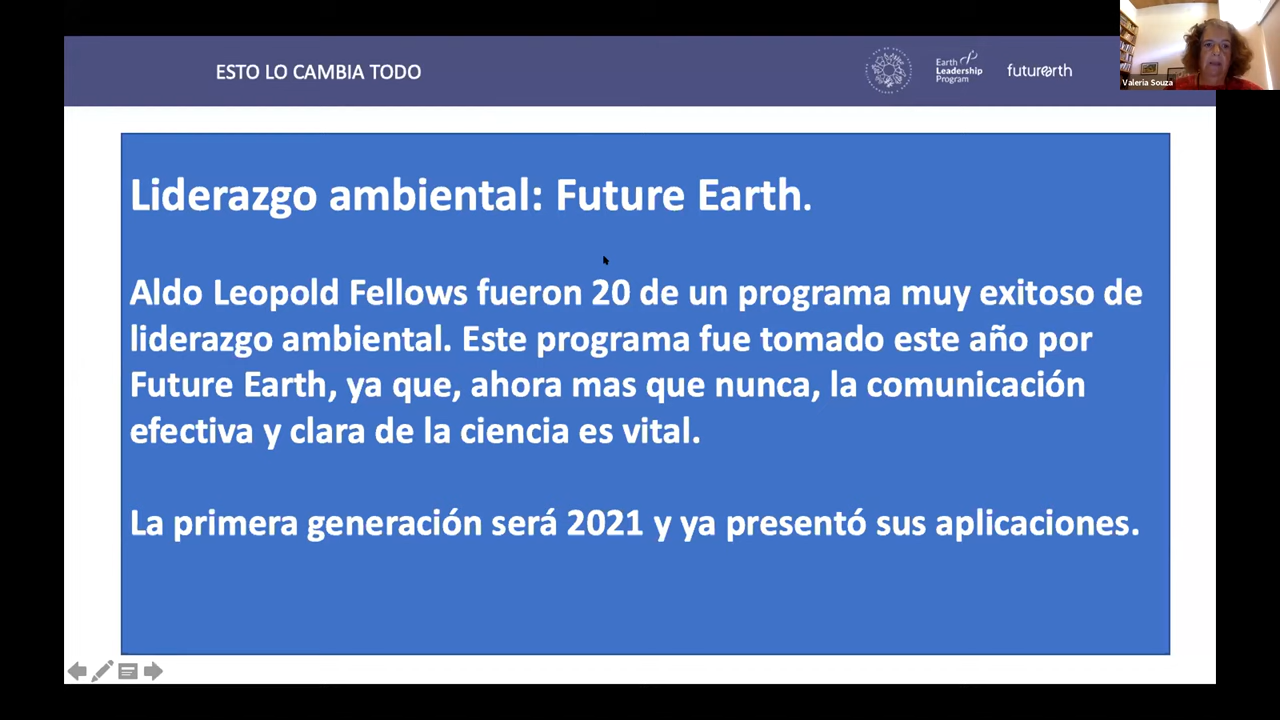 ESTO LO CAMBIA TODO
Earth
Leadership
Program
futurerth
Valeria Souza
Liderazgo ambiental: Future Earth.
Aldo Leopold Fellows fueron 20 de un programa muy exitoso de
liderazgo ambiental. Este programa fue tomado este año por
Future Earth, ya que, ahora mas que nunca, la comunicación
efectiva y clara de la ciencia es vital.
La primera generación será 2021 y ya presentó sus aplicaciones.